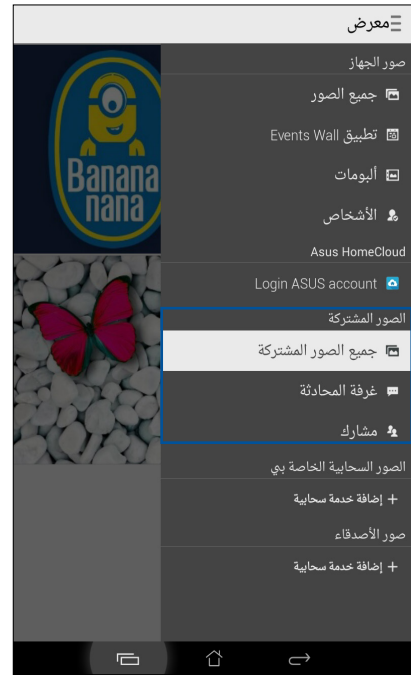 معرض
صور الجهاز
جميع الصور
تطبيق Events Wall
ألبومات
الأشخاص
Asus HomeCloud
Login ASUS account
الصور المشتركة
جميع الصور المشتركة
غرفة المحادثة
مشارك
الصور السحابية الخاصة بي
+ إضافة خدمة سحابية
صور الأصدقاء
+ إضافة خدمة سحابية
Banana
nana